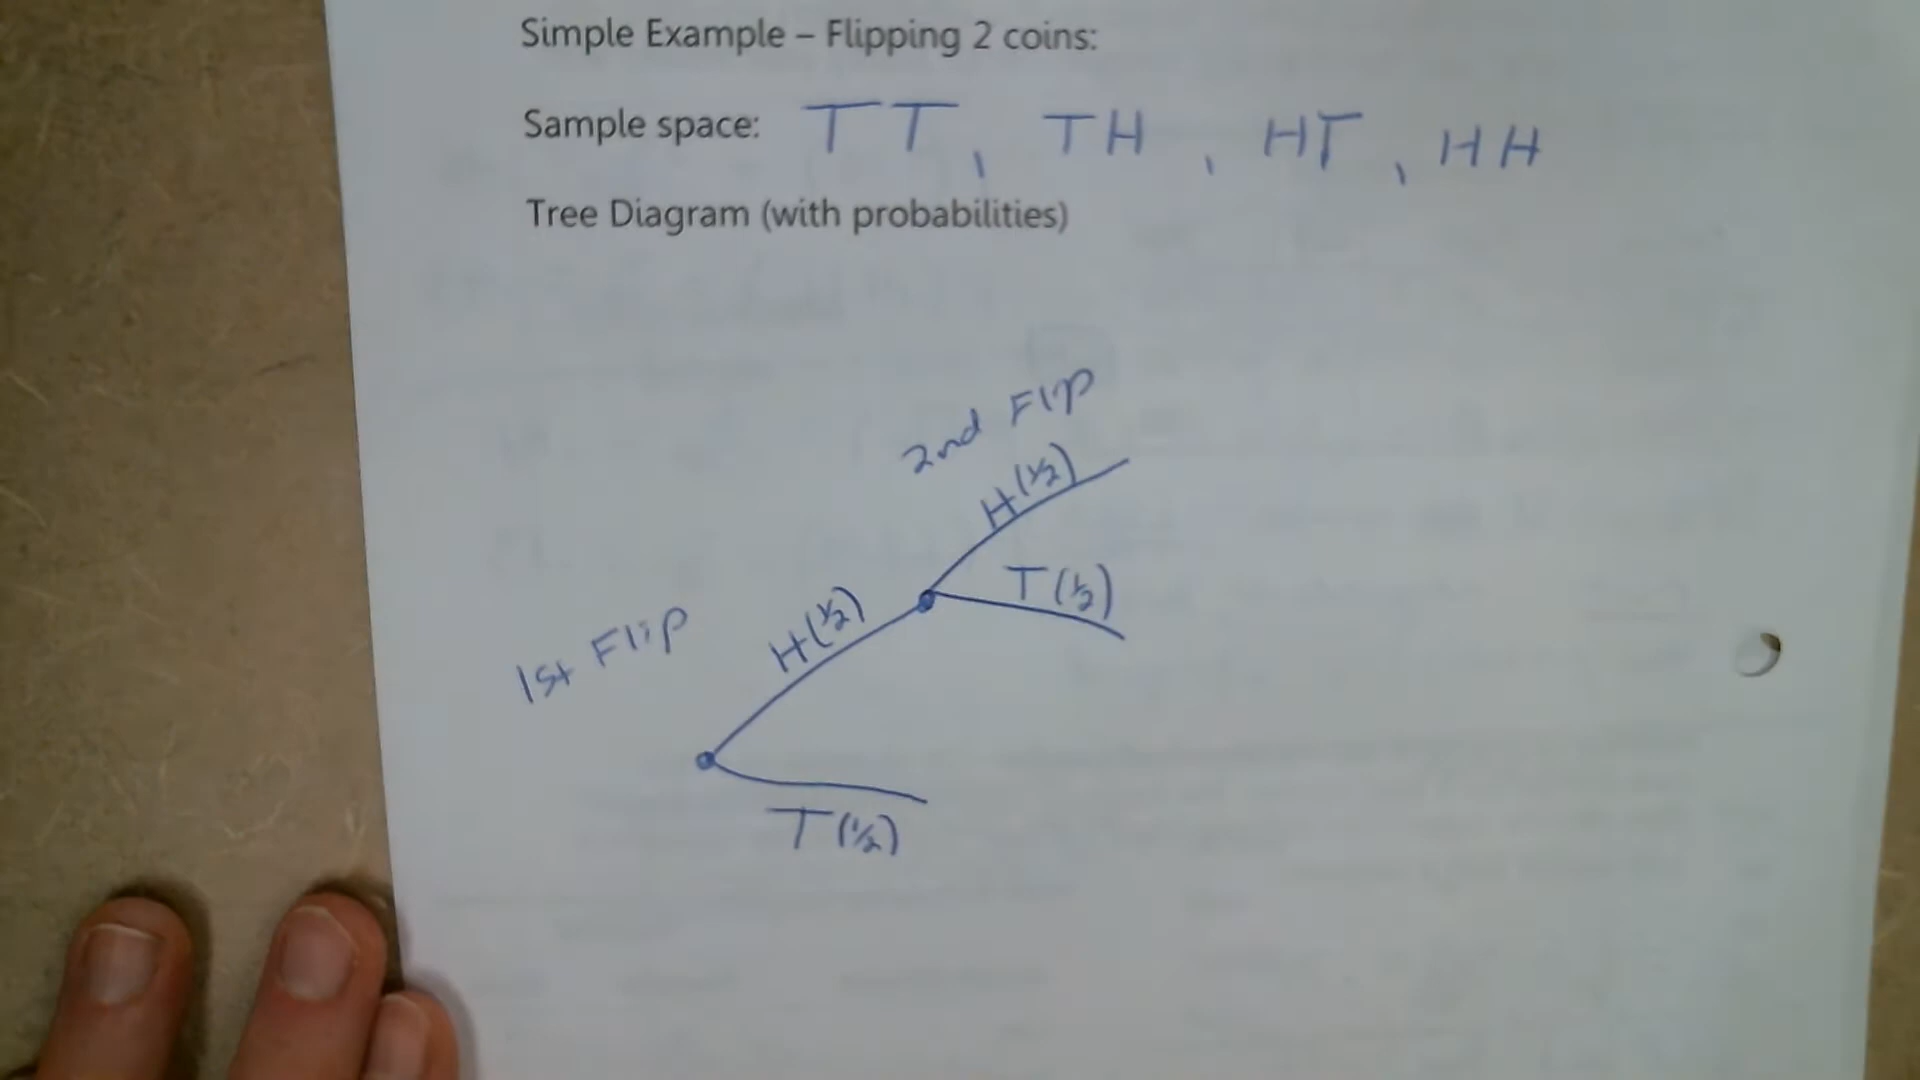 Simple Example – Flipping 2 coins:
Sample space: TT, TH, HT, HH
Tree Diagram (with probabilities)
2nd Flip
H(1/2)
T(1/2)
1st Flip
H(1/2)
T(1/2)